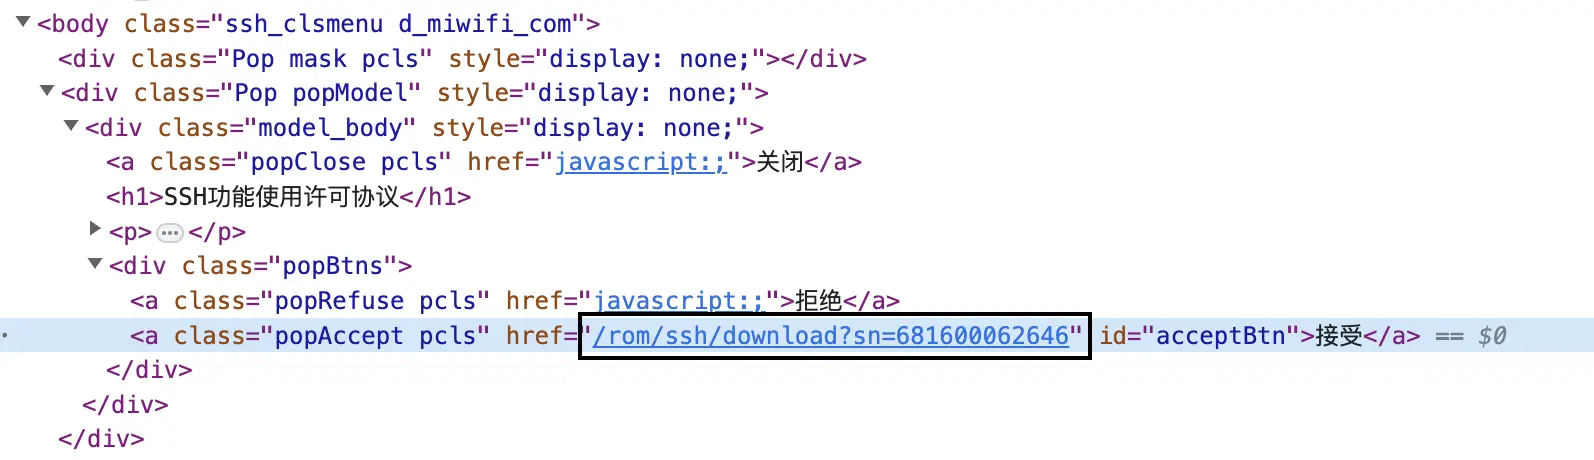 <body class="ssh_clsmenu d_miwifi_com">
<div class="Pop mask pcls" style="display: none;"></div>
<div class="Pop popModel" style="display: none;">
<div class="model_body" style="display: none;">
<a class="popClose pcls" href="javascript:;">关闭</a>
<h1>SSH功能使用许可协议</h1>
<p>…</p>
<div class="popBtns">
<a class="popRefuse pcls" href="javascript:;">拒绝</a>
<a class="popAccept pcls" href="/rom/ssh/download?sn=681600062646" id="acceptBtn">接受</a> == $0
</div>
</div>
</div>